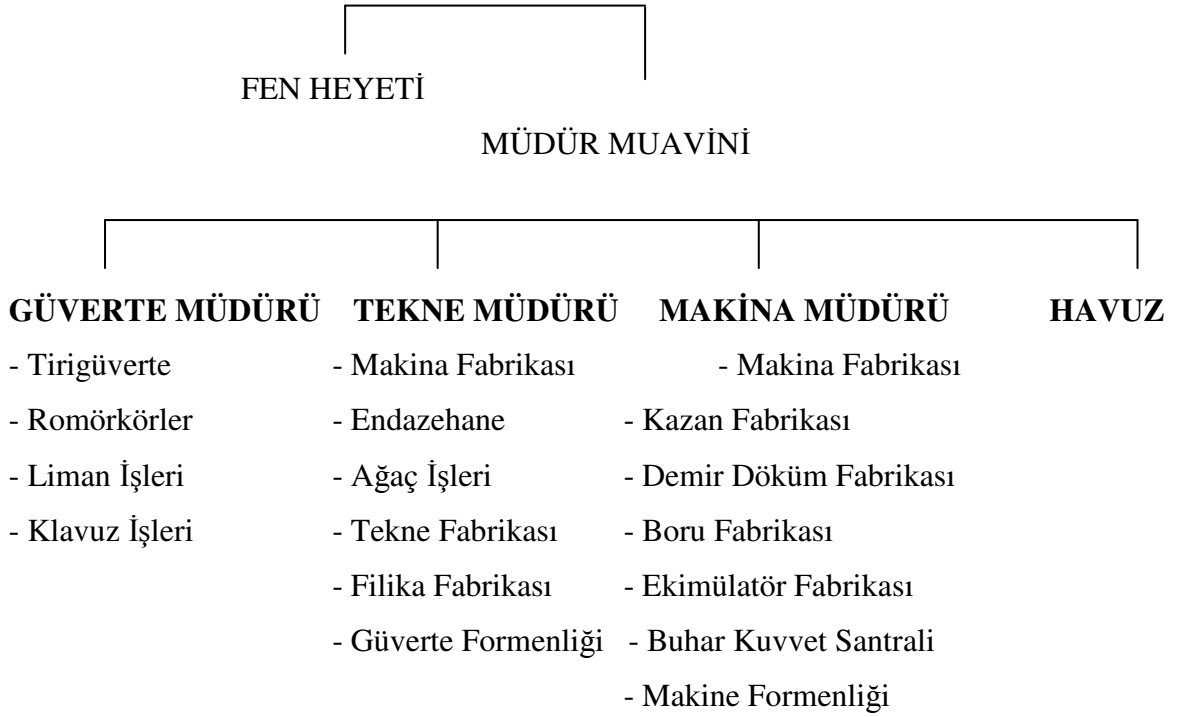 FEN HEYETİ
MÜDÜR MUAVİNİ
GÜVERTE MÜDÜRÜ TEKNE MÜDÜRÜ MAKİNA MÜDÜRÜ HAVUZ
- Tirigüverte - Makina Fabrikası - Makina Fabrikası
- Romörkörler - Endazehane - Kazan Fabrikası
- Liman İşleri - Ağaç İşleri - Demir Döküm Fabrikası
- Klavuz İşleri - Tekne Fabrikası - Boru Fabrikası
- Filika Fabrikası - Ekimülatör Fabrikası
- Güverte Formenliği - Buhar Kuvvet Santrali
- Makine Formenliği